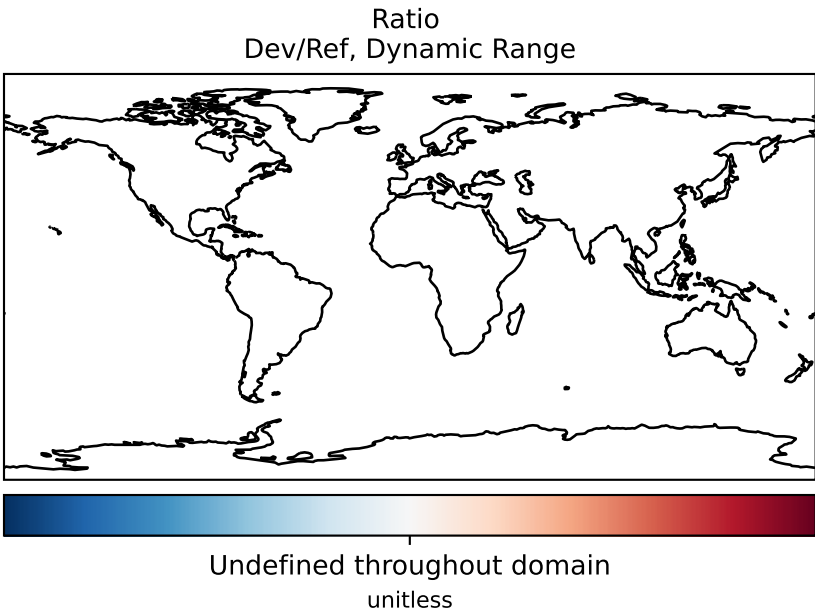 Ratio
Dev/Ref, Dynamic Range
Undefined throughout domain
unitless